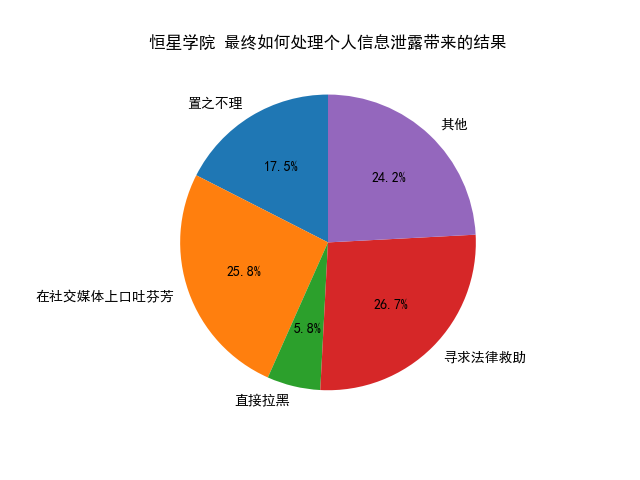 恒星学院 最终如何处理个人信息泄露带来的结果
置之不理
其他
17.5%
24.2%
25.8%
在社交媒体上口吐芬芳
26.7%
5.8%
寻求法律救助
直接拉黑